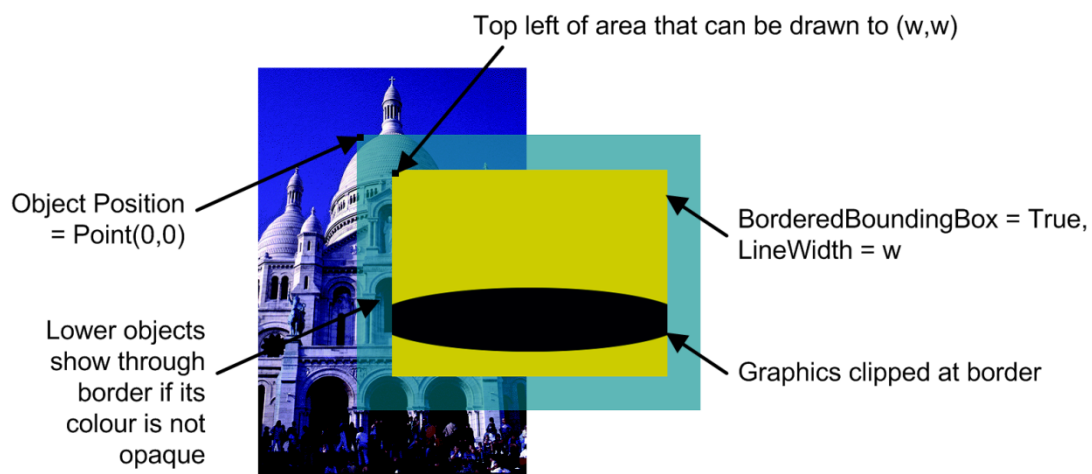 Top left of area that can be drawn to (w,w)
Object Position
= Point(0,0)
BorderedBoundingBox = True,
LineWidth = w
Lower objects
show through
border if its
colour is not
opaque
Graphics clipped at border